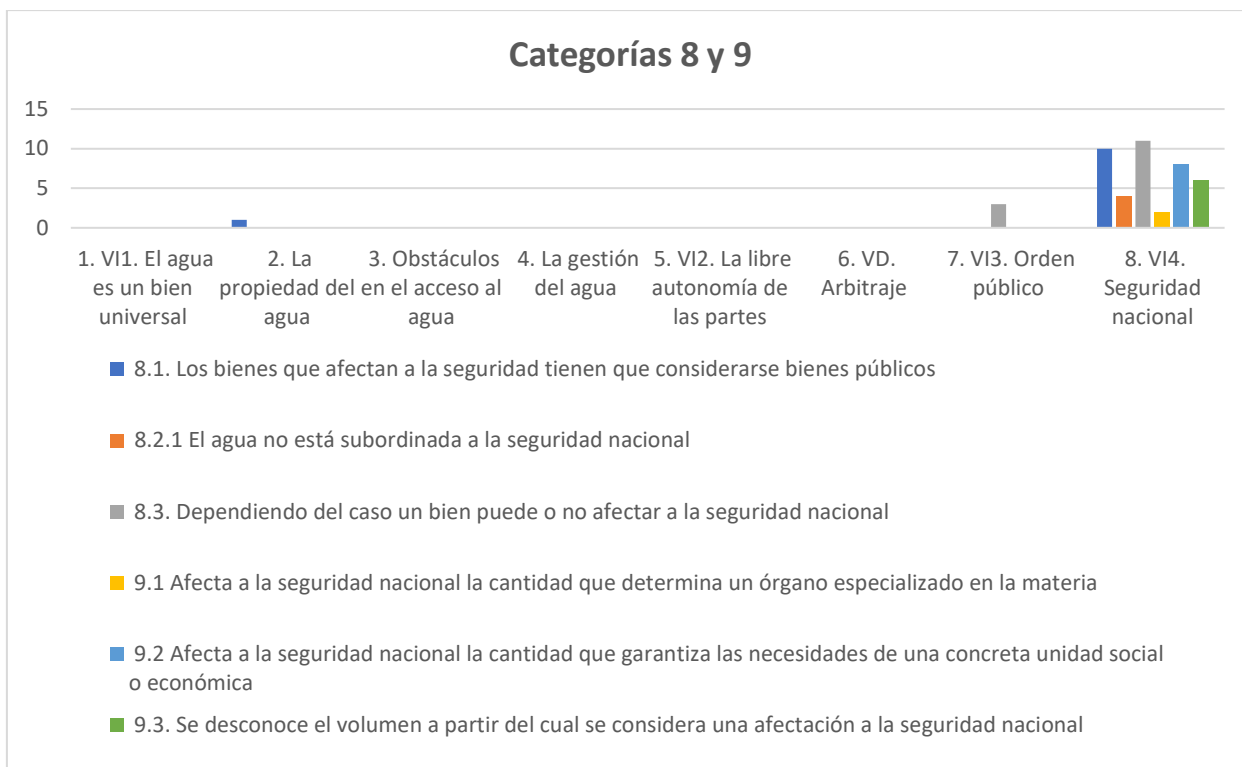 Categorías 8 y 9
15
10
5
0
1. VI1. El agua
es un bien
universal
2. La
propiedad del
agua
3. Obstáculos
en el acceso al
agua
4. La gestión
del agua
5. VI2. La libre
autonomía de
las partes
6. VD.
Arbitraje
7. VI3. Orden
público
8. VI4.
Seguridad
nacional
8.1. Los bienes que afectan a la seguridad tienen que considerarse bienes públicos
8.2.1 El agua no está subordinada a la seguridad nacional
8.3. Dependiendo del caso un bien puede o no afectar a la seguridad nacional
9.1 Afecta a la seguridad nacional la cantidad que determina un órgano especializado en la materia
9.2 Afecta a la seguridad nacional la cantidad que garantiza las necesidades de una concreta unidad social
o económica
9.3. Se desconoce el volumen a partir del cual se considera una afectación a la seguridad nacional